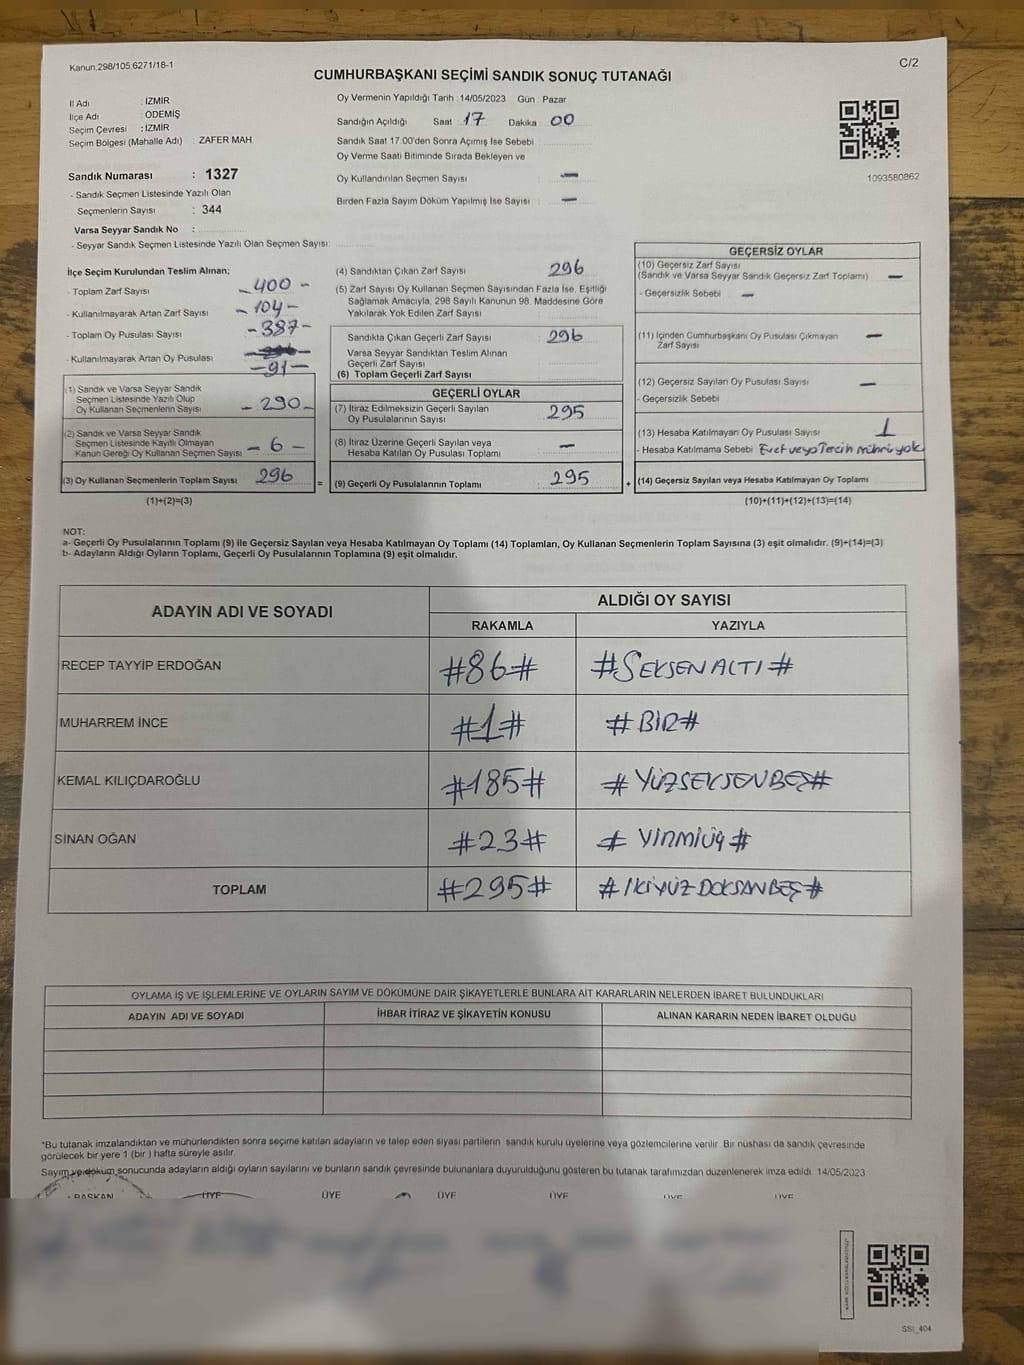 Kanun:298/105;6271/18-1
C/2
CUMHURBAŞKANI SEÇİMİ SANDIK SONUÇ TUTANAĞI
İl Adı : İZMİR
İlçe Adı : ÖDEMİŞ
Seçim Çevresi : İZMİR
Seçim Bölgesi (Mahalle Adı) : ZAFER MAH.
Sandık Numarası : 1327
- Sandık Seçmen Listesinde Yazılı Olan
Seçmenlerin Sayısı : 344
Varsa Seyyar Sandık No :
- Seyyar Sandık Seçmen Listesinde Yazılı Olan Seçmen Sayısı:
Oy Vermenin Yapıldığı Tarih : 14/05/2023 Gün : Pazar
Sandığın Açıldığı Saat : 17 Dakika : 00
Sandık Saat 17.00'den Sonra Açımış İse Sebebi
Oy Verme Saati Bitiminde Sırada Bekleyen ve
Oy Kullandırılan Seçmen Sayısı : —
Birden Fazla Sayım Döküm Yapılmış İse Sayısı : —
1093580862
İlçe Seçim Kurulundan Teslim Alınan;
- Toplam Zarf Sayısı - 400 -
- Kullanılmayarak Artan Zarf Sayısı - 104 -
- Toplam Oy Pusulası Sayısı - 387 -
- Kullanılmayarak Artan Oy Pusulası - 91 -
(1) Sandık ve Varsa Seyyar Sandık
Seçmen Listesinde Yazılı Olup
Oy Kullanan Seçmenlerin Sayısı - 290 -
(2) Sandık ve Varsa Seyyar Sandık
Seçmen Listesinde Kayıtlı Olmayan
Kanun Gereği Oy Kullanan Seçmen Sayısı - 6 -
(3) Oy Kullanan Seçmenlerin Toplam Sayısı 296 =
(1)+(2)=(3)
(4) Sandıktan Çıkan Zarf Sayısı 296
(5) Zarf Sayısı Oy Kullanan Seçmen Sayısından Fazla İse, Eşitliği
Sağlamak Amacıyla, 298 Sayılı Kanunun 98. Maddesine Göre
Yakılarak Yok Edilen Zarf Sayısı
Sandıkta Çıkan Geçerli Zarf Sayısı 296
Varsa Seyyar Sandıktan Teslim Alınan
Geçerli Zarf Sayısı
(6) Toplam Geçerli Zarf Sayısı
GEÇERLİ OYLAR
(7) İtiraz Edilmeksizin Geçerli Sayılan
Oy Pusulalarının Sayısı 295
(8) İtiraz Üzerine Geçerli Sayılan veya
Hesaba Katılan Oy Pusulası Toplamı —
(9) Geçerli Oy Pusulalarının Toplamı 295 +
GEÇERSİZ OYLAR
(10) Geçersiz Zarf Sayısı
(Sandık ve Varsa Seyyar Sandık Geçersiz Zarf Toplamı) —
- Geçersizlik Sebebi —
(11) İçinden Cumhurbaşkanı Oy Pusulası Çıkmayan
Zarf Sayısı —
(12) Geçersiz Sayılan Oy Pusulası Sayısı —
- Geçersizlik Sebebi
(13) Hesaba Katılmayan Oy Pusulası Sayısı 1
- Hesaba Katılmama Sebebi Evet veya Tercih mührü yok
(14) Geçersiz Sayılan veya Hesaba Katılmayan Oy Toplamı
(10)+(11)+(12)+(13)=(14)
NOT:
a- Geçerli Oy Pusulalarının Toplamı (9) ile Geçersiz Sayılan veya Hesaba Katılmayan Oy Toplamı (14) Toplamları, Oy Kullanan Seçmenlerin Toplam Sayısına (3) eşit olmalıdır. (9)+(14)=(3)
b- Adayların Aldığı Oyların Toplamı, Geçerli Oy Pusulalarının Toplamına (9) eşit olmalıdır.
ADAYIN ADI VE SOYADI
ALDIĞI OY SAYISI
RAKAMLA YAZIYLA
RECEP TAYYİP ERDOĞAN #86# #SEKSENALTI#
MUHARREM İNCE #1# #BİR#
KEMAL KILIÇDAROĞLU #185# #YÜZSEKSENBEŞ#
SİNAN OĞAN #23# #YİRMİÜÇ#
TOPLAM #295# #İKİYÜZDOKSANBEŞ#
OYLAMA İŞ VE İŞLEMLERİNE VE OYLARIN SAYIM VE DÖKÜMÜNE DAİR ŞİKAYETLERLE BUNLARA AİT KARARLARIN NELERDEN İBARET BULUNDUKLARI
ADAYIN ADI VE SOYADI İHBAR İTİRAZ VE ŞİKAYETİN KONUSU ALINAN KARARIN NEDEN İBARET OLDUĞU
*Bu tutanak imzalandıktan ve mühürlendikten sonra seçime katılan adayların ve talep eden siyasi partilerin sandık kurulu üyelerine veya gözlemcilerine verilir. Bir nüshası da sandık çevresinde
görülecek bir yere 1 (bir) hafta süreyle asılır.
Sayım ve döküm sonucunda adayların aldığı oyların sayılarını ve bunların sandık çevresinde bulunanlara duyurulduğunu gösteren bu tutanak tarafımızdan düzenlenerek imza edildi. 14/05/2023
BAŞKAN ÜYE ÜYE ÜYE ÜYE ÜYE ÜYE
SSI_404